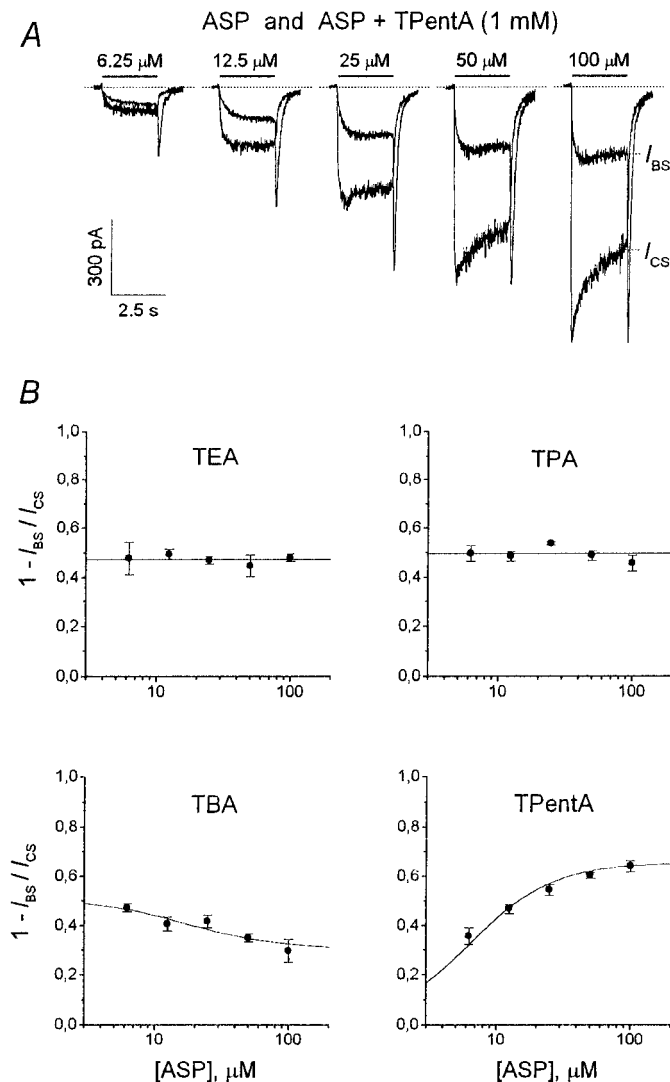 A
ASP and ASP + TPentA (1 mM)
6.25 μM 12.5 μM 25 μM 50 μM 100 μM
I_BS
I_CS
300 pA
2.5 s
B
TEA
1 - I_BS / I_CS
1,0
0,8
0,6
0,4
0,2
0,0
10 100
TPA
1,0
0,8
0,6
0,4
0,2
0,0
10 100
TBA
1 - I_BS / I_CS
1,0
0,8
0,6
0,4
0,2
0,0
10 100
[ASP], μM
TPentA
1,0
0,8
0,6
0,4
0,2
0,0
10 100
[ASP], μM